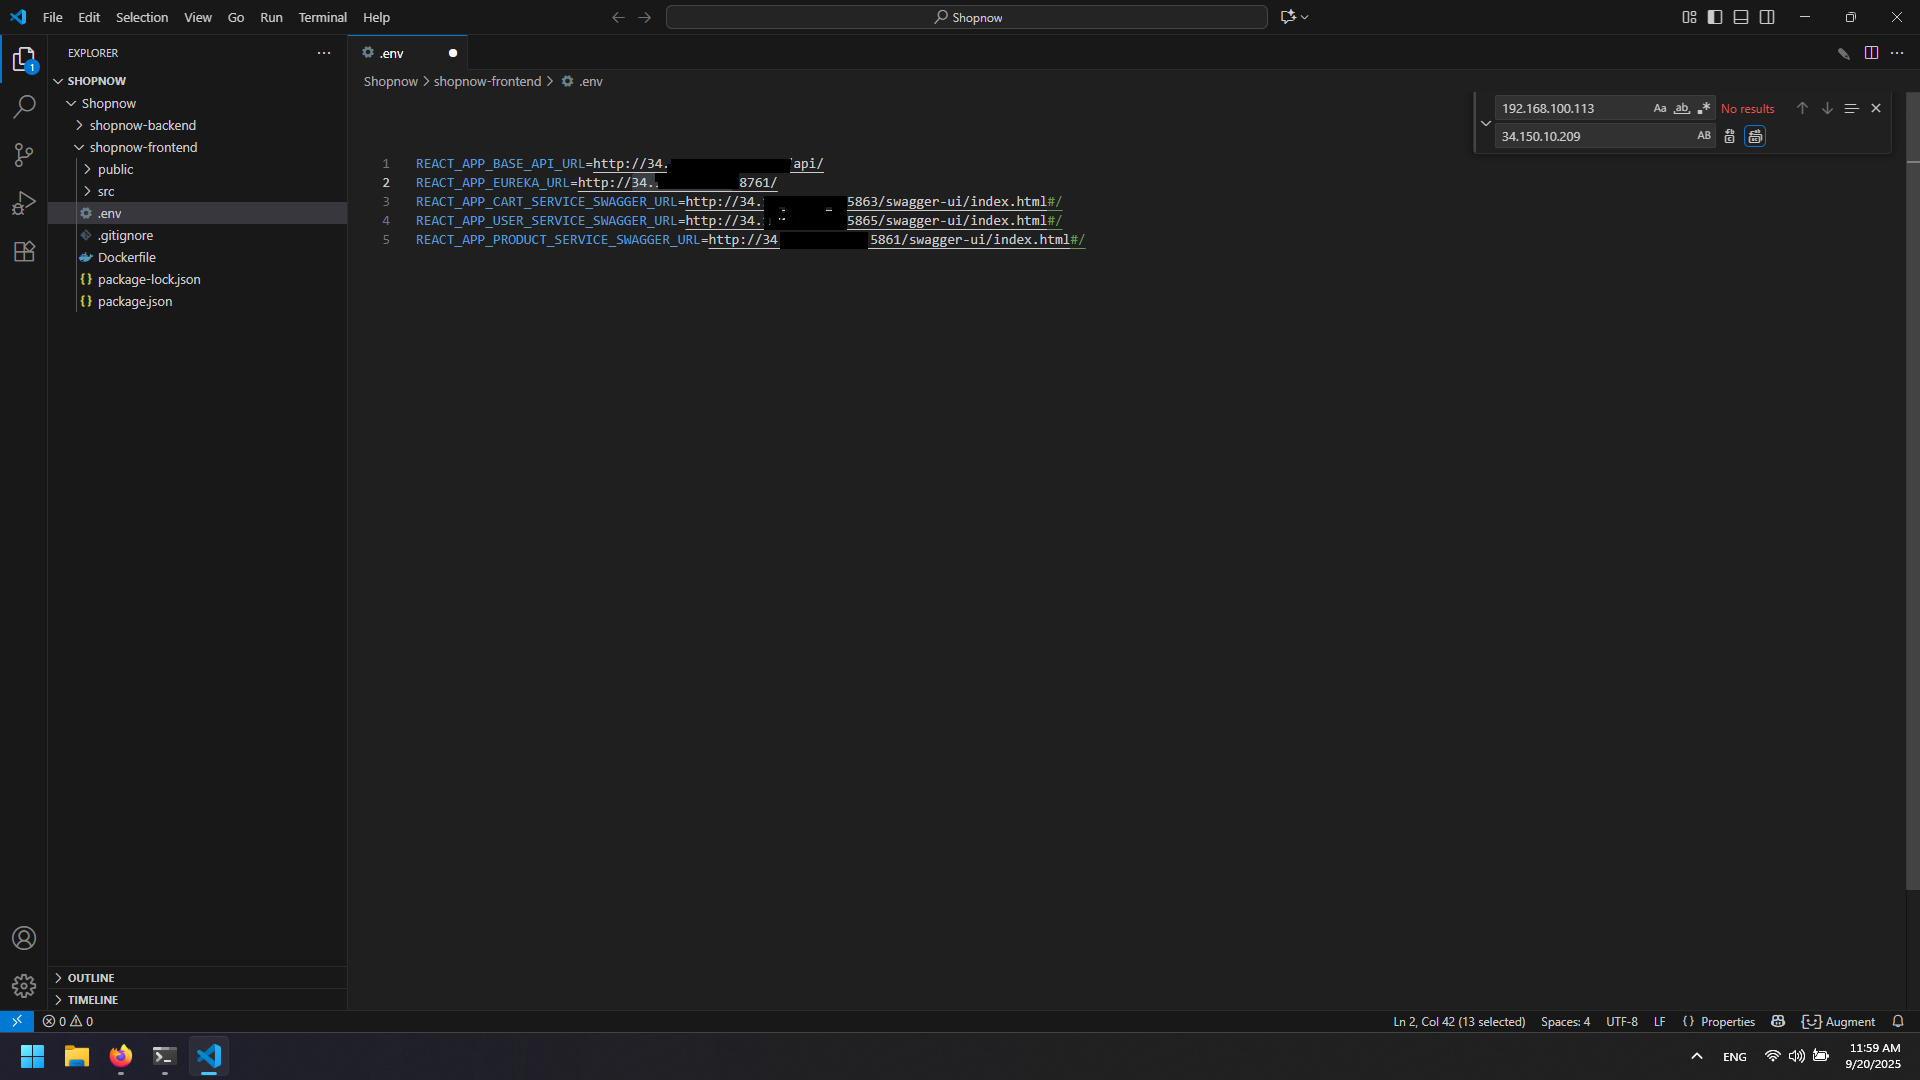 File Edit Selection View Go Run Terminal Help
Shopnow
EXPLORER
SHOPNOW
Shopnow
shopnow-backend
shopnow-frontend
public
src
.env
.gitignore
Dockerfile
package-lock.json
package.json
OUTLINE
TIMELINE
1
.env
Shopnow > shopnow-frontend > .env
192.168.100.113 Aa ab No results
34.150.10.209 AB
1 REACT_APP_BASE_API_URL=http://34. api/
2 REACT_APP_EUREKA_URL=http://34. 8761/
3 REACT_APP_CART_SERVICE_SWAGGER_URL=http://34. 5863/swagger-ui/index.html#/
4 REACT_APP_USER_SERVICE_SWAGGER_URL=http://34. 5865/swagger-ui/index.html#/
5 REACT_APP_PRODUCT_SERVICE_SWAGGER_URL=http://34 5861/swagger-ui/index.html#/
0 0
Ln 2, Col 42 (13 selected) Spaces: 4 UTF-8 LF {} Properties Augment
ENG
11:59 AM
9/20/2025